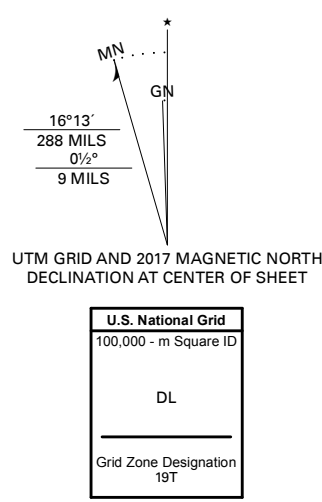 ★
MN
GN
16°13´
288 MILS
0½°
9 MILS
UTM GRID AND 2017 MAGNETIC NORTH
DECLINATION AT CENTER OF SHEET
U.S. National Grid
100,000 - m Square ID
DL
Grid Zone Designation
19T